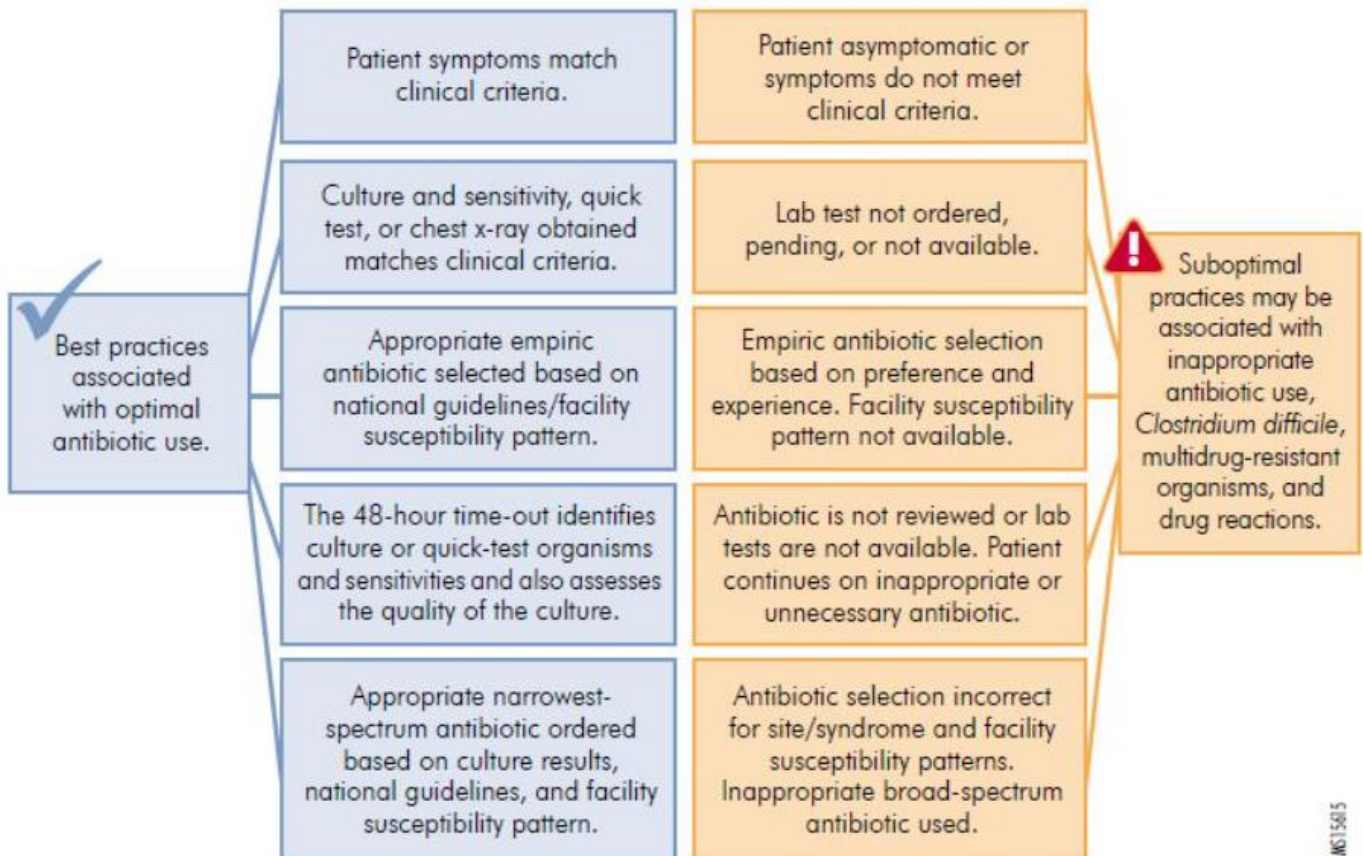 Best practices
associated
with optimal
antibiotic use.
Patient symptoms match
clinical criteria.
Culture and sensitivity, quick
test, or chest x-ray obtained
matches clinical criteria.
Appropriate empiric
antibiotic selected based on
national guidelines/facility
susceptibility pattern.
The 48-hour time-out identifies
culture or quick-test organisms
and sensitivities and also assesses
the quality of the culture.
Appropriate narrowest-
spectrum antibiotic ordered
based on culture results,
national guidelines, and facility
susceptibility pattern.
Patient asymptomatic or
symptoms do not meet
clinical criteria.
Lab test not ordered,
pending, or not available.
Empiric antibiotic selection
based on preference and
experience. Facility susceptibility
pattern not available.
Antibiotic is not reviewed or lab
tests are not available. Patient
continues on inappropriate or
unnecessary antibiotic.
Antibiotic selection incorrect
for site/syndrome and facility
susceptibility patterns.
Inappropriate broad-spectrum
antibiotic used.
!
Suboptimal
practices may be
associated with
inappropriate
antibiotic use,
Clostridium difficile,
multidrug-resistant
organisms, and
drug reactions.
MS15615